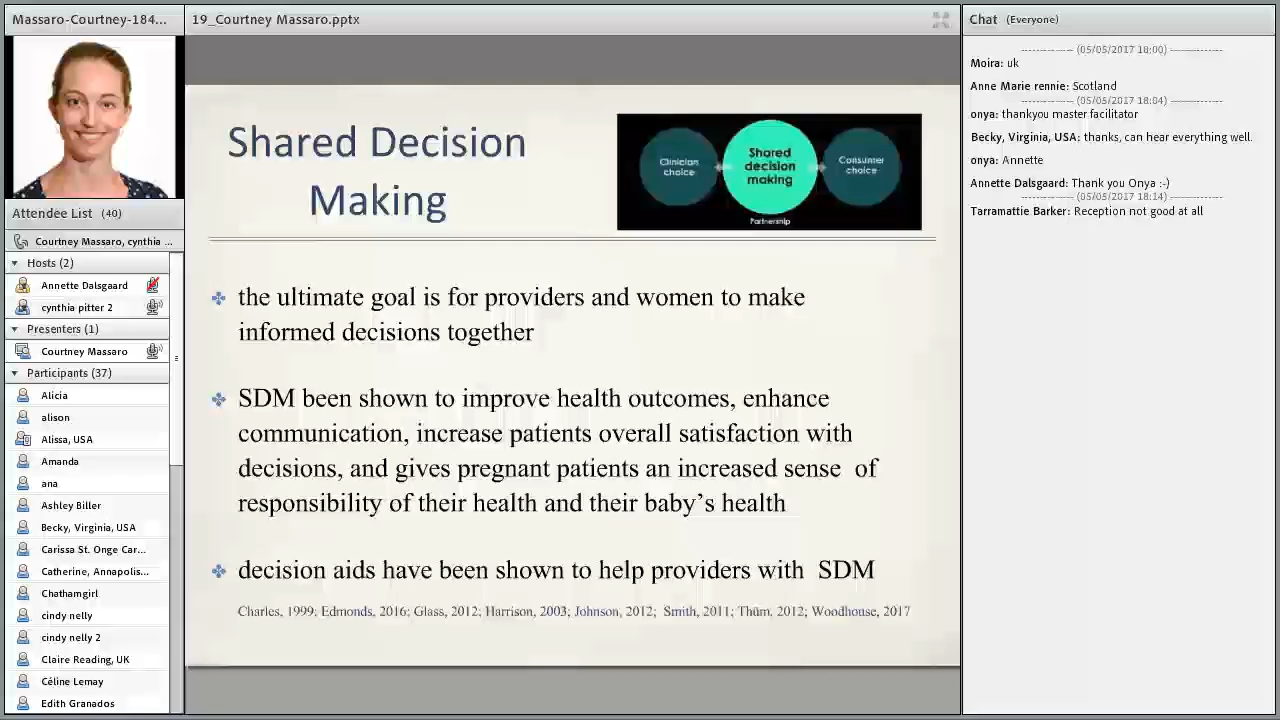 Massaro-Courtney-184...
19_Courtney Massaro.pptx
Chat (Everyone)
Attendee List (40)
Courtney Massaro, cynthia ...
Hosts (2)
Annette Dalsgaard
cynthia pitter 2
Presenters (1)
Courtney Massaro
Participants (37)
Alicia
alison
Alissa, USA
Amanda
ana
Ashley Biller
Becky, Virginia, USA
Carissa St. Onge Car...
Catherine, Annapolis...
Chathamgirl
cindy nelly
cindy nelly 2
Claire Reading, UK
Céline Lemay
Edith Granados
Shared Decision
Making
Clinician
choice
Shared
decision
making
Consumer
choice
Partnership
the ultimate goal is for providers and women to make
informed decisions together
SDM been shown to improve health outcomes, enhance
communication, increase patients overall satisfaction with
decisions, and gives pregnant patients an increased sense of
responsibility of their health and their baby's health
decision aids have been shown to help providers with SDM
Charles, 1999; Edmonds, 2016; Glass, 2012; Harrison, 2003; Johnson, 2012; Smith, 2011; Thum, 2012; Woodhouse, 2017
(05/05/2017 18:00)
Moira: uk
Anne Marie rennie: Scotland
(05/05/2017 18:04)
onya: thankyou master facilitator
Becky, Virginia, USA: thanks, can hear everything well.
onya: Annette
Annette Dalsgaard: Thank you Onya :-)
(05/05/2017 18:14)
Tarramattie Barker: Reception not good at all